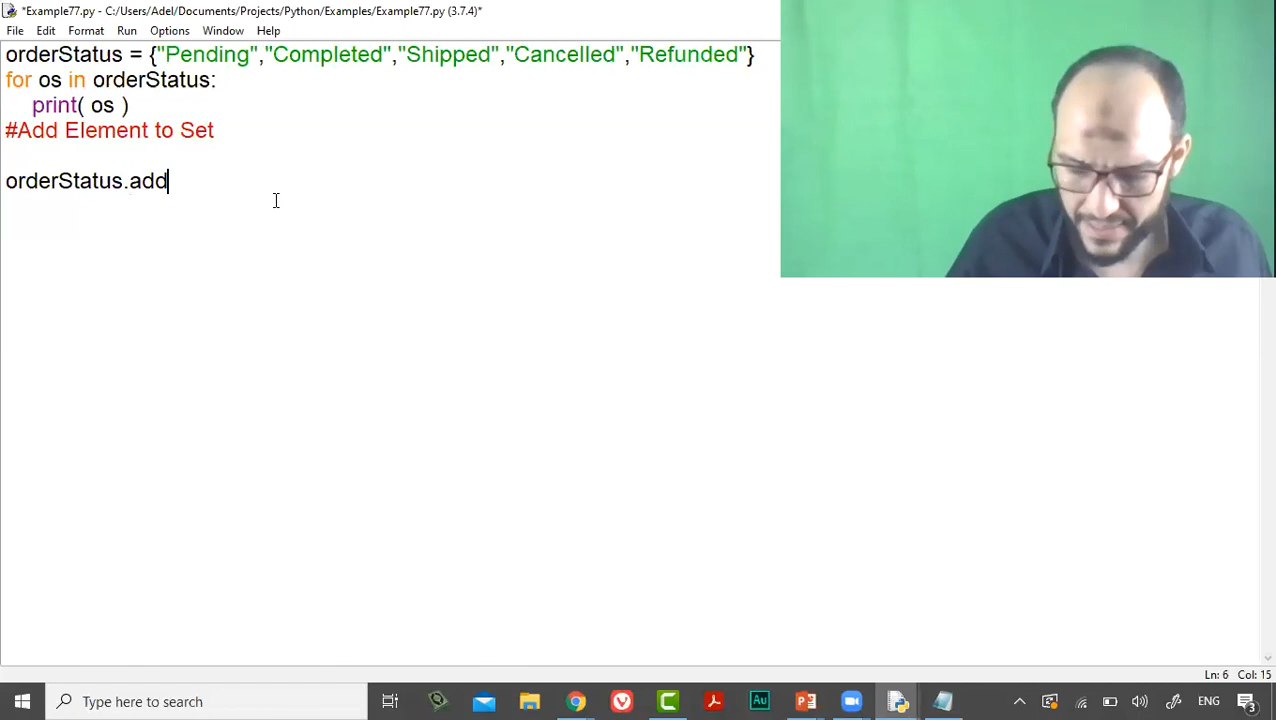 *Example77.py - C:/Users/Adel/Documents/Projects/Python/Examples/Example77.py (3.7.4)*
File Edit Format Run Options Window Help
orderStatus = {"Pending","Completed","Shipped","Cancelled","Refunded"}
for os in orderStatus:
print( os )
#Add Element to Set
orderStatus.add
Ln: 6 Col: 15
Type here to search
Au
ENG
3